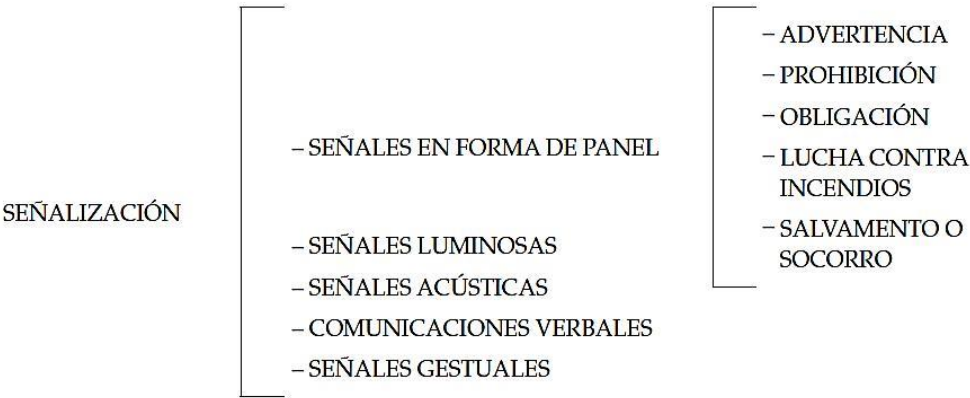 SEÑALIZACIÓN
– SEÑALES EN FORMA DE PANEL
– ADVERTENCIA
– PROHIBICIÓN
– OBLIGACIÓN
– LUCHA CONTRA
INCENDIOS
– SALVAMENTO O
SOCORRO
– SEÑALES LUMINOSAS
– SEÑALES ACÚSTICAS
– COMUNICACIONES VERBALES
– SEÑALES GESTUALES